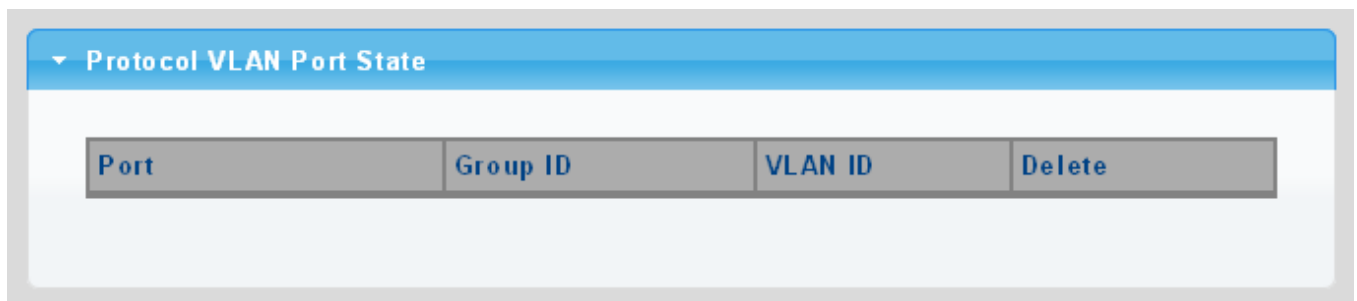 Protocol VLAN Port State
Port Group ID VLAN ID Delete